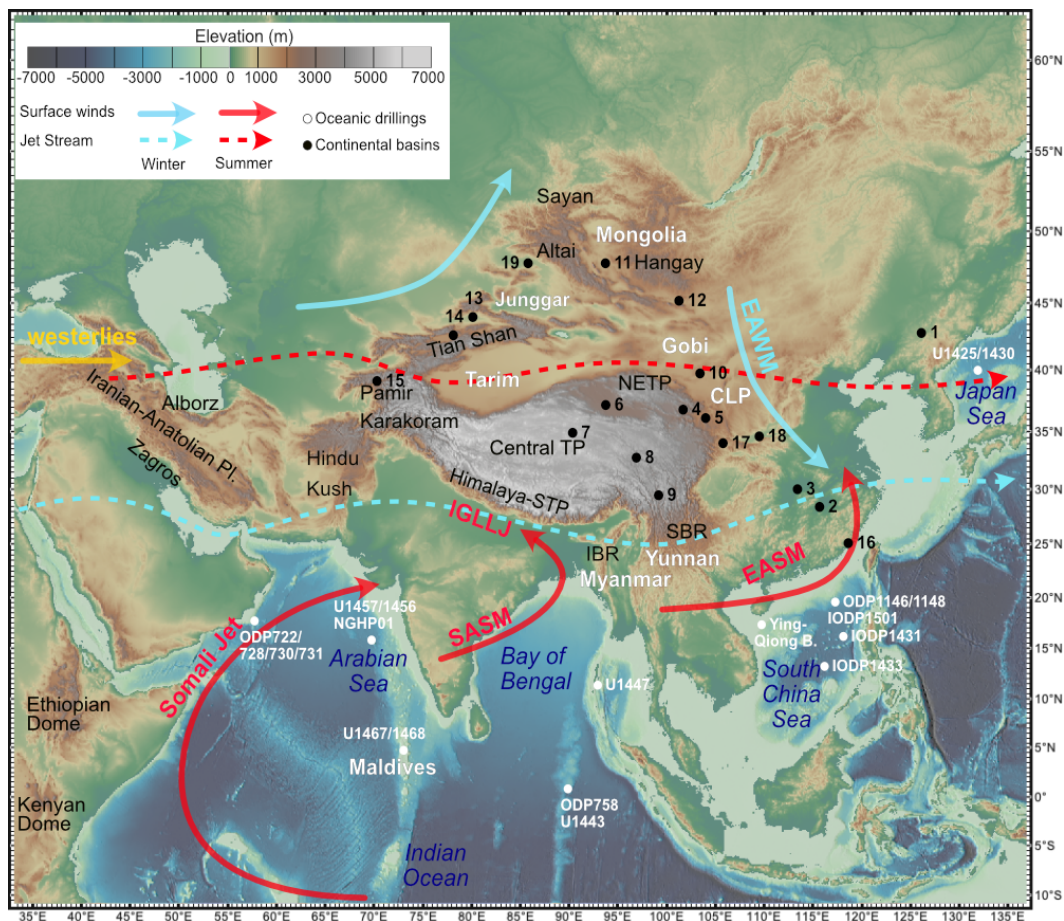 Elevation (m)
-7000 -5000 -3000 -1000 0 1000 3000 5000 7000
Surface winds
Jet Stream
Winter
Summer
Oceanic drillings
Continental basins
60°N
55°N
50°N
45°N
40°N
35°N
30°N
25°N
20°N
15°N
10°N
5°N
0°
5°S
10°S
Sayan
Altai
Mongolia
19
11 Hangay
13
Junggar
12
14
Tian Shan
EAWM
1
U1425/1430
westerlies
Gobi
Iranian-Anatolian Pl.
Alborz
Pamir
15
Tarim
NETP
10
CLP
Japan
Sea
Karakoram
6
4
5
Zagros
Hindu
Kush
Central TP
7
8
17
18
Himalaya-STP
9
3
2
IGLLJ
SBR
IBR
Yunnan
Myanmar
EASM
16
U1457/1456
NGHP01
SASM
ODP722/
728/730/731
Arabian
Sea
Bay of
Bengal
ODP1146/1148
IODP1501
Ying-
Qiong B.
IODP1431
IODP1433
South
China
Sea
Somali Jet
U1447
Ethiopian
Dome
U1467/1468
Maldives
ODP758
U1443
Kenyan
Dome
Indian
Ocean
35°E 40°E 45°E 50°E 55°E 60°E 65°E 70°E 75°E 80°E 85°E 90°E 95°E 100°E 105°E 110°E 115°E 120°E 125°E 130°E 135°E